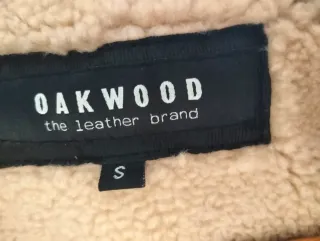 OAKWOOD
the leather brand
S